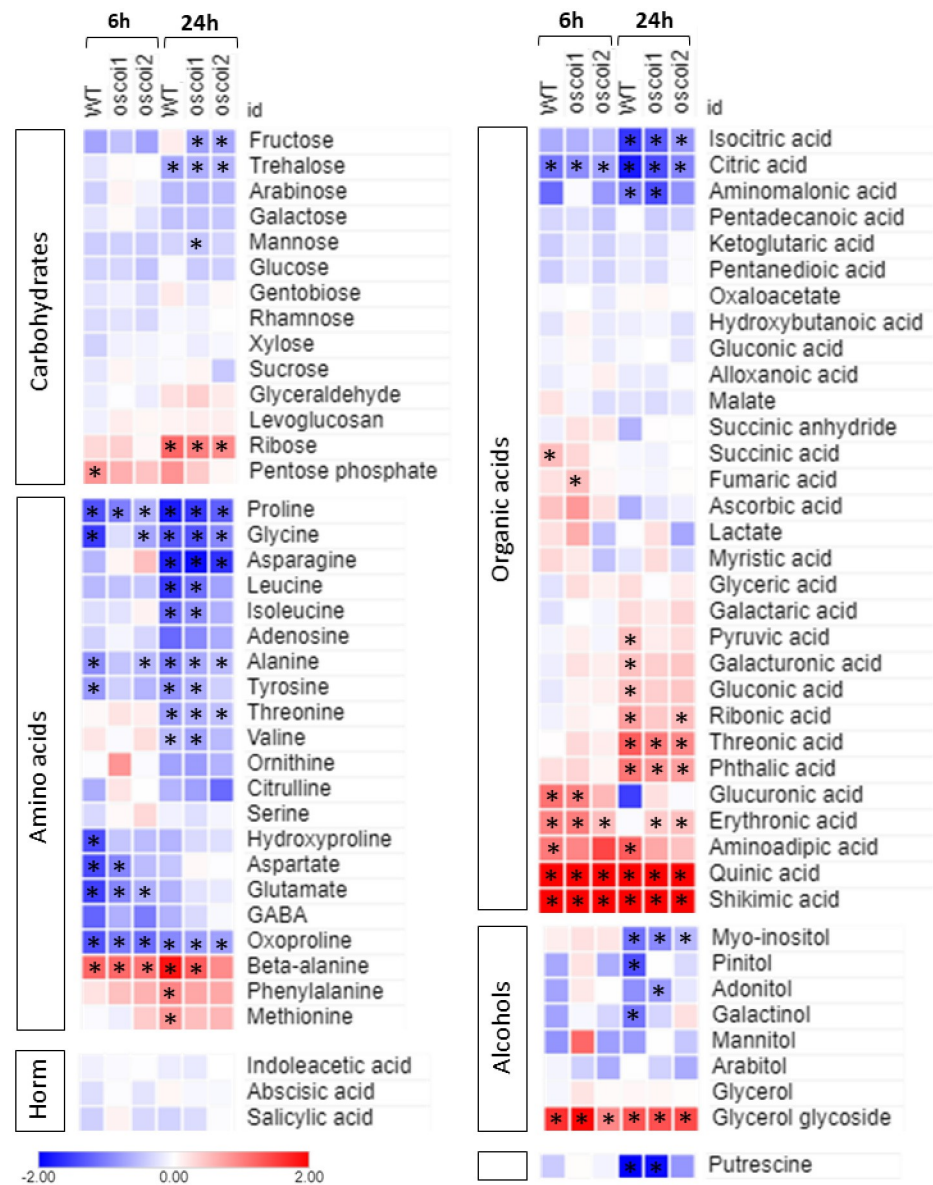 6h 24h
WT oscoi1 oscoi2 WT oscoi1 oscoi2 id
Carbohydrates
Fructose
Trehalose
Arabinose
Galactose
Mannose
Glucose
Gentobiose
Rhamnose
Xylose
Sucrose
Glyceraldehyde
Levoglucosan
Ribose
Pentose phosphate
Amino acids
Proline
Glycine
Asparagine
Leucine
Isoleucine
Adenosine
Alanine
Tyrosine
Threonine
Valine
Ornithine
Citrulline
Serine
Hydroxyproline
Aspartate
Glutamate
GABA
Oxoproline
Beta-alanine
Phenylalanine
Methionine
Horm
Indoleacetic acid
Abscisic acid
Salicylic acid
-2.00 0.00 2.00
6h 24h
WT oscoi1 oscoi2 WT oscoi1 oscoi2 id
Organic acids
Isocitric acid
Citric acid
Aminomalonic acid
Pentadecanoic acid
Ketoglutaric acid
Pentanedioic acid
Oxaloacetate
Hydroxybutanoic acid
Gluconic acid
Alloxanoic acid
Malate
Succinic anhydride
Succinic acid
Fumaric acid
Ascorbic acid
Lactate
Myristic acid
Glyceric acid
Galactaric acid
Pyruvic acid
Galacturonic acid
Gluconic acid
Ribonic acid
Threonic acid
Phthalic acid
Glucuronic acid
Erythronic acid
Aminoadipic acid
Quinic acid
Shikimic acid
Alcohols
Myo-inositol
Pinitol
Adonitol
Galactinol
Mannitol
Arabitol
Glycerol
Glycerol glycoside
Putrescine